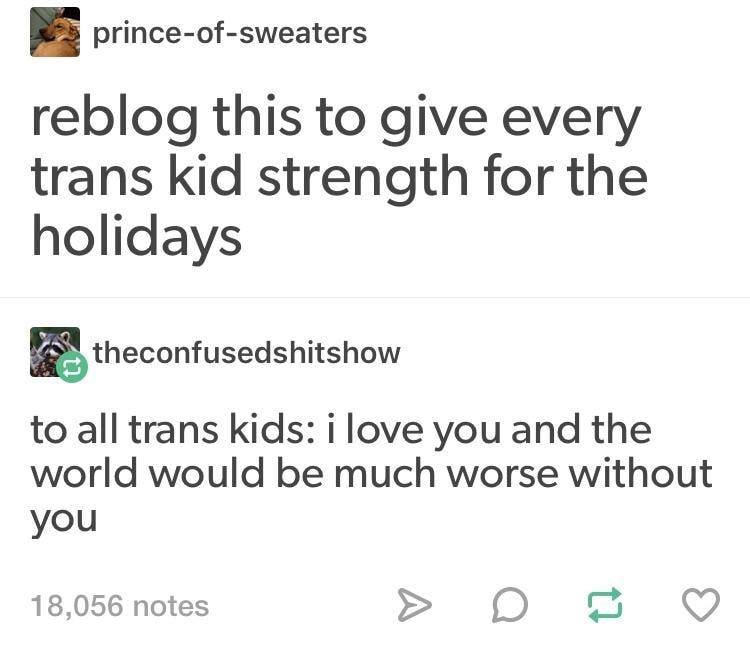 prince-of-sweaters
reblog this to give every
trans kid strength for the
holidays
theconfusedshitshow
to all trans kids: i love you and the
world would be much worse without
you
18,056 notes